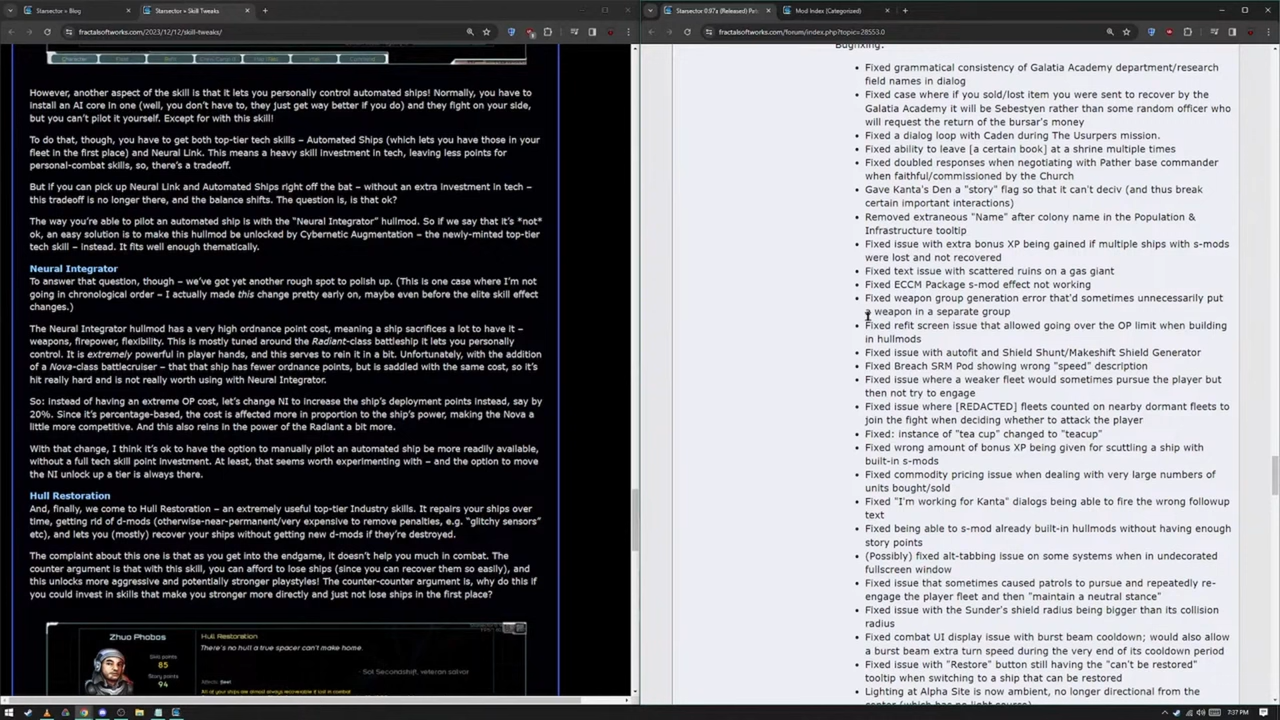 Starsector » Blog
Starsector » Skill Tweaks
fractalsoftworks.com/2023/12/12/skill-tweaks/
However, another aspect of the skill is that it lets you personally control automated ships! Normally, you have to
install an AI core in one (well, you don't have to, they just get way better if you do) and they fight on your side,
but you can't pilot it yourself. Except for with this skill!
To do that, though, you have to get both top-tier tech skills – Automated Ships (which lets you have those in your
fleet in the first place) and Neural Link. This means a heavy skill investment in tech, leaving less points for
personal-combat skills, so, there's a tradeoff.
But if you can pick up Neural Link and Automated Ships right off the bat – without an extra investment in tech –
this tradeoff is no longer there, and the balance shifts. The question is, is that ok?
The way you're able to pilot an automated ship is with the "Neural Integrator" hullmod. So if we say that it's *not*
ok, an easy solution is to make this hullmod be unlocked by Cybernetic Augmentation – the newly-minted top-tier
tech skill – instead. It fits well enough thematically.
Neural Integrator
To answer that question, though – we've got yet another rough spot to polish up. (This is one case where I'm not
going in chronological order – I actually made this change pretty early on, maybe even before the elite skill effect
changes.)
The Neural Integrator hullmod has a very high ordnance point cost, meaning a ship sacrifices a lot to have it –
weapons, firepower, flexibility. This is mostly tuned around the Radiant-class battleship it lets you personally
control. It is extremely powerful in player hands, and this serves to rein it in a bit. Unfortunately, with the addition
of a Nova-class battlecruiser – that that ship has fewer ordnance points, but is saddled with the same cost, so it's
hit really hard and is not really worth using with Neural Integrator.
So: instead of having an extreme OP cost, let's change NI to increase the ship's deployment points instead, say by
20%. Since it's percentage-based, the cost is affected more in proportion to the ship's power, making the Nova a
little more competitive. And this also reins in the power of the Radiant a bit more.
With that change, I think it's ok to have the option to manually pilot an automated ship be more readily available,
without a full tech skill point investment. At least, that seems worth experimenting with – and the option to move
the NI unlock up a tier is always there.
Hull Restoration
And, finally, we come to Hull Restoration – an extremely useful top-tier Industry skills. It repairs your ships over
time, getting rid of d-mods (otherwise-near-permanent/very expensive to remove penalties, e.g. "glitchy sensors"
etc), and lets you (mostly) recover your ships without getting new d-mods if they're destroyed.
The complaint about this one is that as you get into the endgame, it doesn't help you much in combat. The
counter argument is that with this skill, you can afford to lose ships (since you can recover them so easily), and
this unlocks more aggressive and potentially stronger playstyles! The counter-counter argument is, why do this if
you could invest in skills that make you stronger more directly and just not lose ships in the first place?
Zhuo Phobos
Skill points
85
Story points
94
Hull Restoration
There's no hull a true spacer can't make home.
- Sol Secondshift, veteran salvor
Starsector 0.97a (Released) Pat
Mod Index (Categorized)
fractalsoftworks.com/forum/index.php?topic=28553.0
Bugfixing:
• Fixed grammatical consistency of Galatia Academy department/research
field names in dialog
• Fixed case where if you sold/lost item you were sent to recover by the
Galatia Academy it will be Sebestyen rather than some random officer who
will request the return of the bursar's money
• Fixed a dialog loop with Caden during The Usurpers mission.
• Fixed ability to leave [a certain book] at a shrine multiple times
• Fixed doubled responses when negotiating with Pather base commander
when faithful/commissioned by the Church
• Gave Kanta's Den a "story" flag so that it can't deciv (and thus break
certain important interactions)
• Removed extraneous "Name" after colony name in the Population &
Infrastructure tooltip
• Fixed issue with extra bonus XP being gained if multiple ships with s-mods
were lost and not recovered
• Fixed text issue with scattered ruins on a gas giant
• Fixed ECCM Package s-mod effect not working
• Fixed weapon group generation error that'd sometimes unnecessarily put
a weapon in a separate group
• Fixed refit screen issue that allowed going over the OP limit when building
in hullmods
• Fixed issue with autofit and Shield Shunt/Makeshift Shield Generator
• Fixed Breach SRM Pod showing wrong "speed" description
• Fixed issue where a weaker fleet would sometimes pursue the player but
then not try to engage
• Fixed issue where [REDACTED] fleets counted on nearby dormant fleets to
join the fight when deciding whether to attack the player
• Fixed: instance of "tea cup" changed to "teacup"
• Fixed wrong amount of bonus XP being given for scuttling a ship with
built-in s-mods
• Fixed commodity pricing issue when dealing with very large numbers of
units bought/sold
• Fixed "I'm working for Kanta" dialogs being able to fire the wrong followup
text
• Fixed being able to s-mod already built-in hullmods without having enough
story points
• (Possibly) fixed alt-tabbing issue on some systems when in undecorated
fullscreen window
• Fixed issue that sometimes caused patrols to pursue and repeatedly re-
engage the player fleet and then "maintain a neutral stance"
• Fixed issue with the Sunder's shield radius being bigger than its collision
radius
• Fixed combat UI display issue with burst beam cooldown; would also allow
a burst beam extra turn speed during the very end of its cooldown period
• Fixed issue with "Restore" button still having "can not be restored"
tooltip when switching to a ship that can be restored
7:37 PM